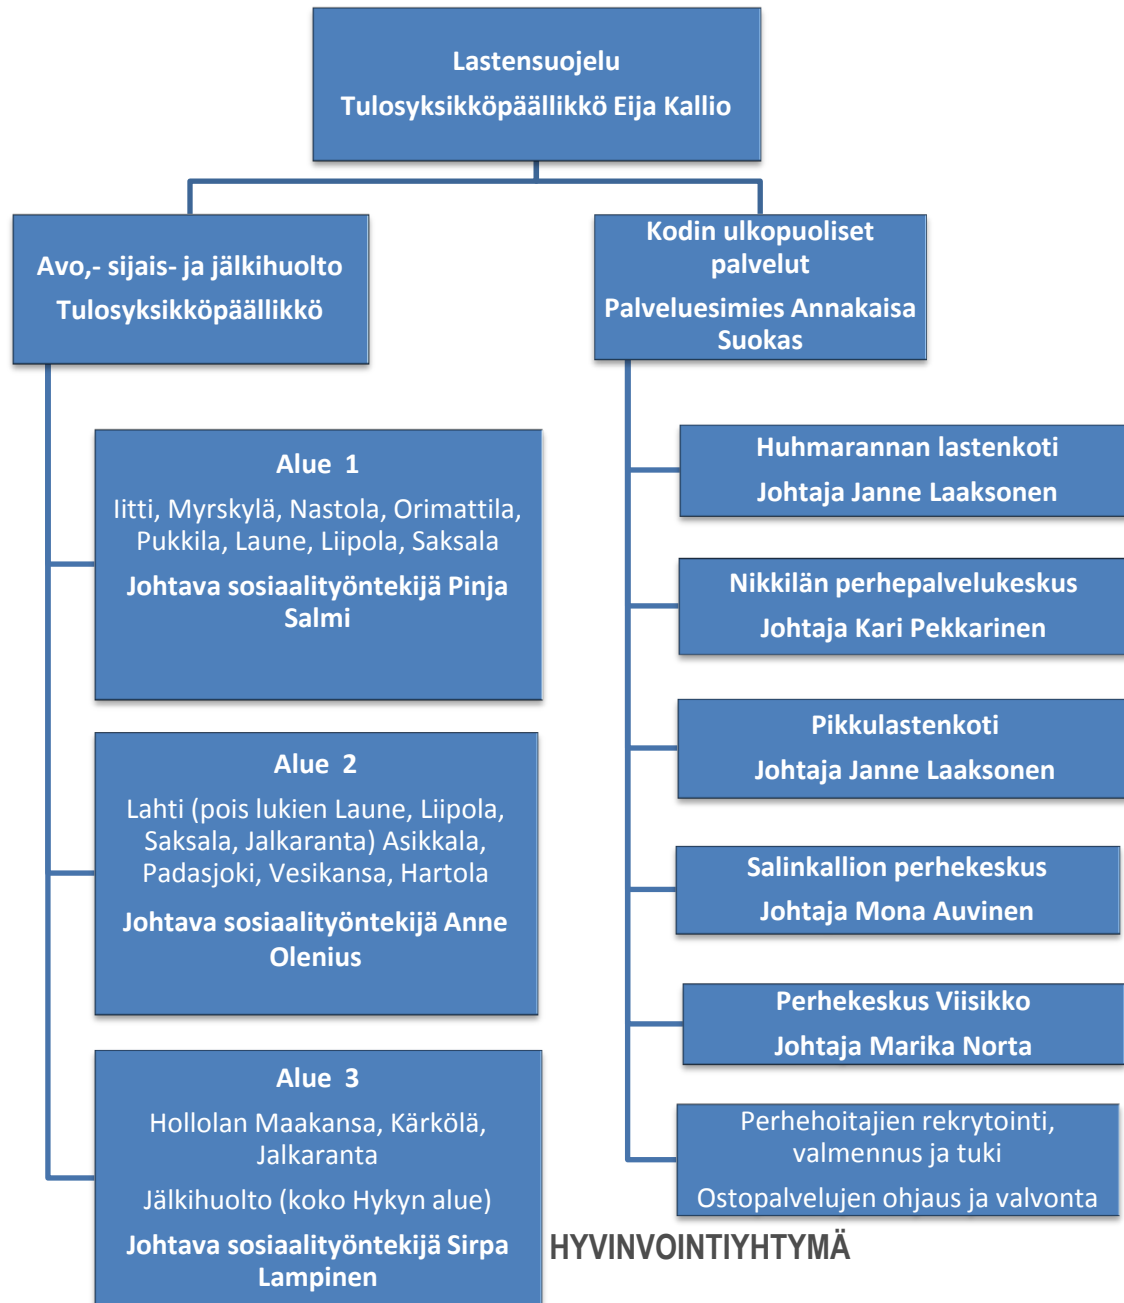 Lastensuojelu
Tulosyksikköpäällikkö Eija Kallio
Avo,- sijais- ja jälkihuolto
Tulosyksikköpäällikkö
Alue 1
Iitti, Myrskylä, Nastola, Orimattila,
Pukkila, Laune, Liipola, Saksala
Johtava sosiaalityöntekijä Pinja
Salmi
Alue 2
Lahti (pois lukien Laune, Liipola,
Saksala, Jalkaranta) Asikkala,
Padasjoki, Vesikansa, Hartola
Johtava sosiaalityöntekijä Anne
Olenius
Alue 3
Hollolan Maakansa, Kärkölä,
Jalkaranta
Jälkihuolto (koko Hykyn alue)
Johtava sosiaalityöntekijä Sirpa
Lampinen
Kodin ulkopuoliset
palvelut
Palveluesimies Annakaisa
Suokas
Huhmarannan lastenkoti
Johtaja Janne Laaksonen
Nikkilän perhepalvelukeskus
Johtaja Kari Pekkarinen
Pikkulastenkoti
Johtaja Janne Laaksonen
Salinkallion perhekeskus
Johtaja Mona Auvinen
Perhekeskus Viisikko
Johtaja Marika Norta
Perhehoitajien rekrytointi,
valmennus ja tuki
Ostopalvelujen ohjaus ja valvonta
HYVINVOINTIYHTYMÄ